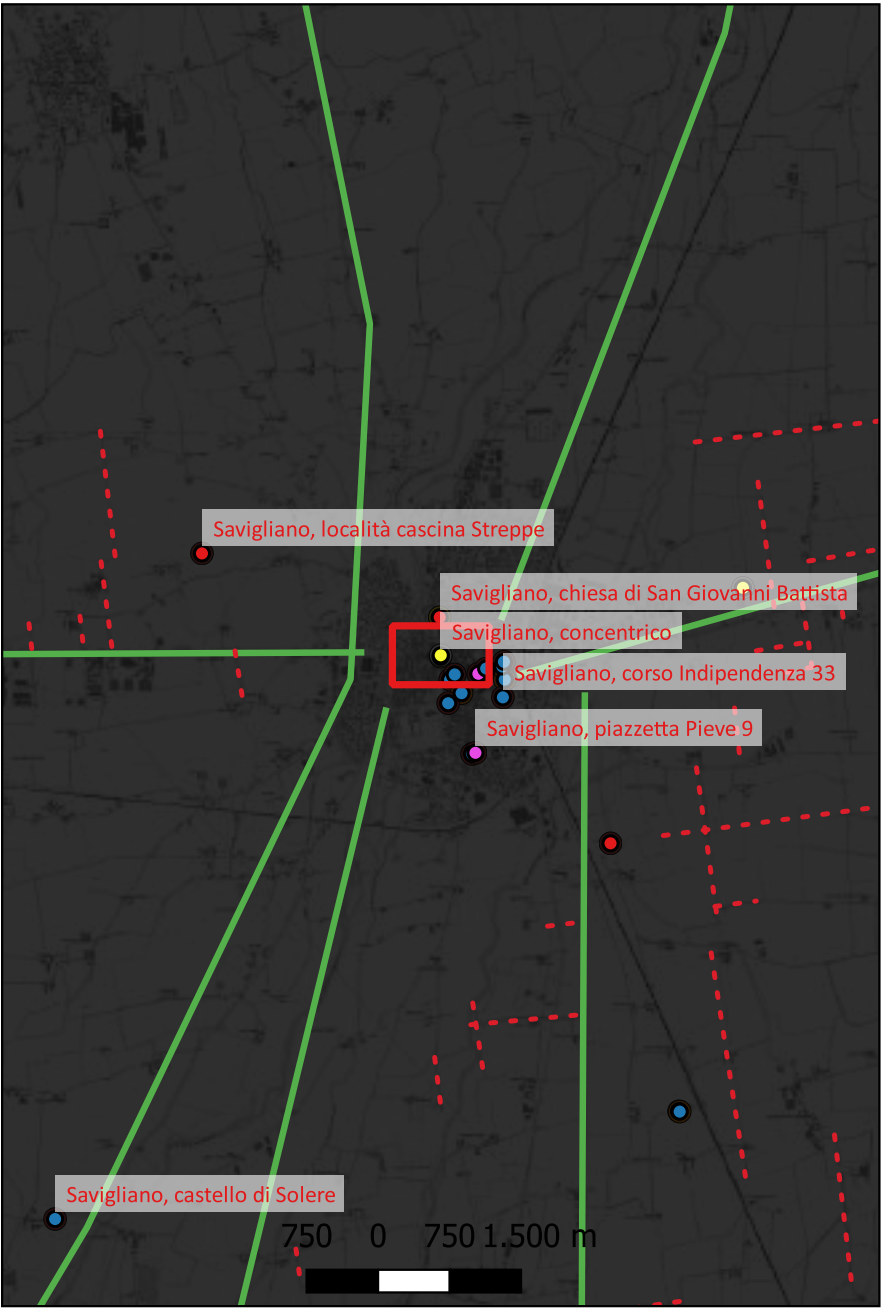 Savigliano, località cascina Streppe
Savigliano, chiesa di San Giovanni Battista
Savigliano, concentrico
Savigliano, corso Indipendenza 33
Savigliano, piazzetta Pieve 9
Savigliano, castello di Solere
750 0 750 1.500 m